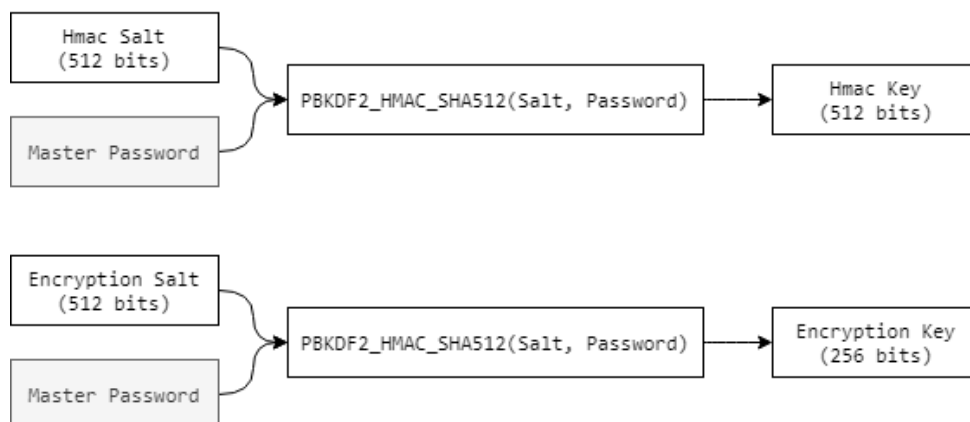 Hmac Salt
(512 bits)
PBKDF2_HMAC_SHA512(Salt, Password)
Hmac Key
(512 bits)
Master Password
Encryption Salt
(512 bits)
PBKDF2_HMAC_SHA512(Salt, Password)
Encryption Key
(256 bits)
Master Password